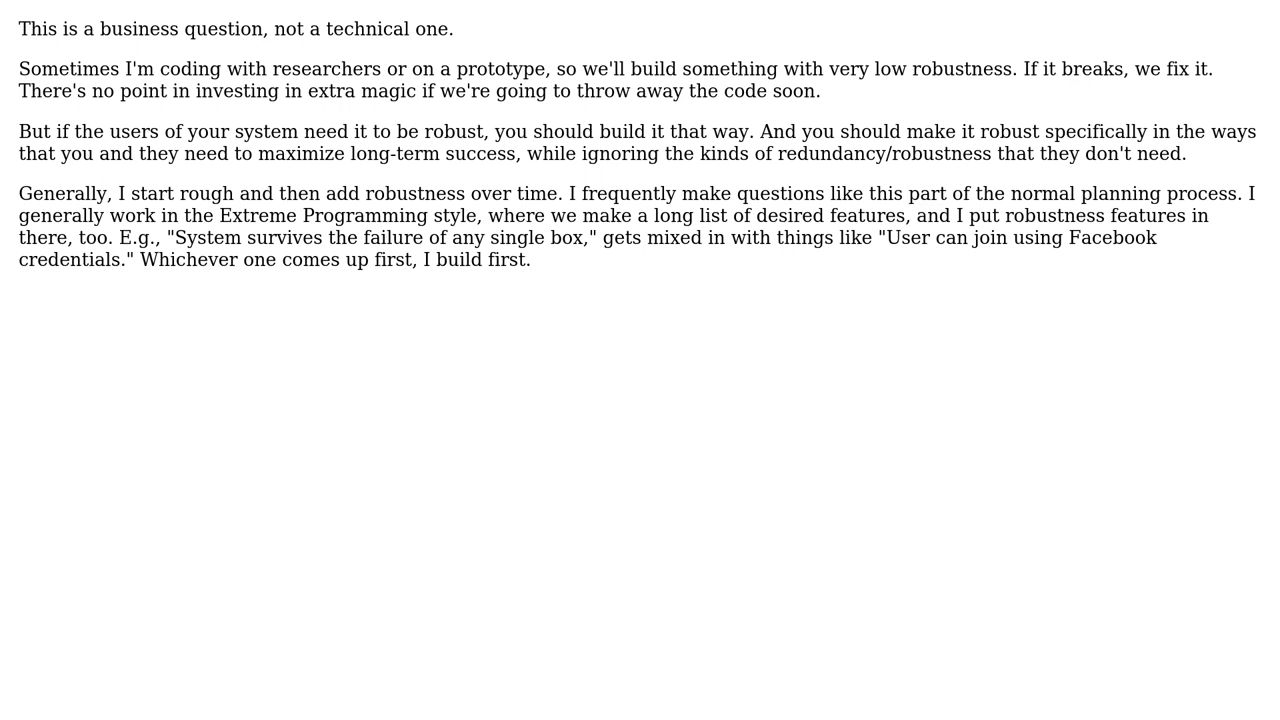 This is a business question, not a technical one.
Sometimes I'm coding with researchers or on a prototype, so we'll build something with very low robustness. If it breaks, we fix it.
There's no point in investing in extra magic if we're going to throw away the code soon.
But if the users of your system need it to be robust, you should build it that way. And you should make it robust specifically in the ways
that you and they need to maximize long-term success, while ignoring the kinds of redundancy/robustness that they don't need.
Generally, I start rough and then add robustness over time. I frequently make questions like this part of the normal planning process. I
generally work in the Extreme Programming style, where we make a long list of desired features, and I put robustness features in
there, too. E.g., "System survives the failure of any single box," gets mixed in with things like "User can join using Facebook
credentials." Whichever one comes up first, I build first.